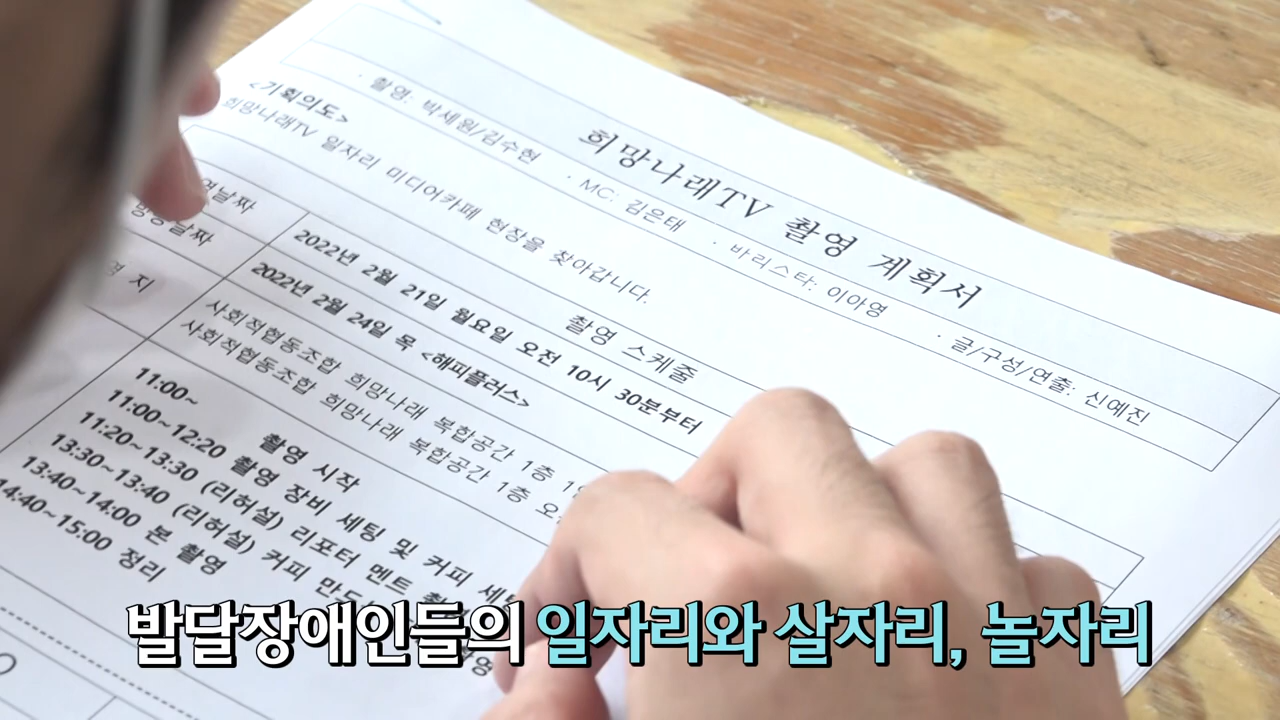 희망나래TV 촬영 계획서
· 촬영: 박세원/김수현 · MC: 김은태 · 바리스타: 이아영 · 글/구성/연출: 신예진
<기획의도>
희망나래TV 일자리 미디어카페 현장을 찾아갑니다.
촬영 스케줄
날짜 2022년 2월 21일 월요일 오전 10시 30분부터
방송날짜 2022년 2월 24일 목 <해피플러스>
지 사회적협동조합 희망나래 복합공간 1층
사회적협동조합 희망나래 복합공간 1층
11:00~ 촬영 시작
11:00~12:20 촬영 장비 세팅 및 커피
11:20~13:30 (리허설) 리포터 멘트
13:30~13:40 (리허설) 커피
13:40~14:00 본 촬영
14:40~15:00 정리
발달장애인들의 일자리와 살자리, 놀자리